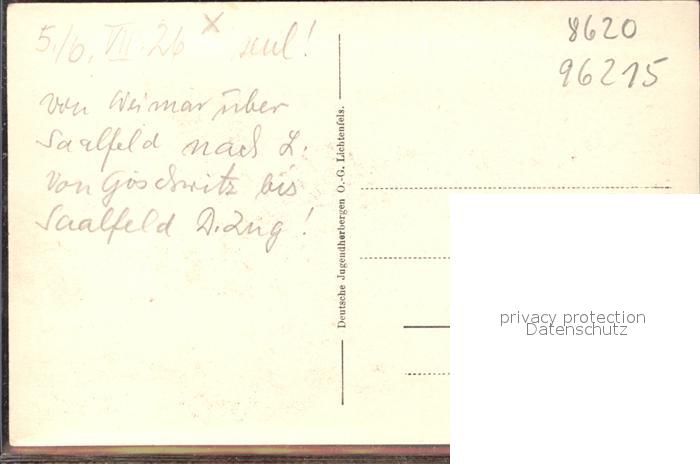 5./6. VII. 26 x seul!
von Weimar über
Saalfeld nach L.
Von Göschwitz bis
Saalfeld D.Zug!
Deutsche Jugendherbergen O.-G. Lichtenfels.
8620
96215
privacy protection
Datenschutz